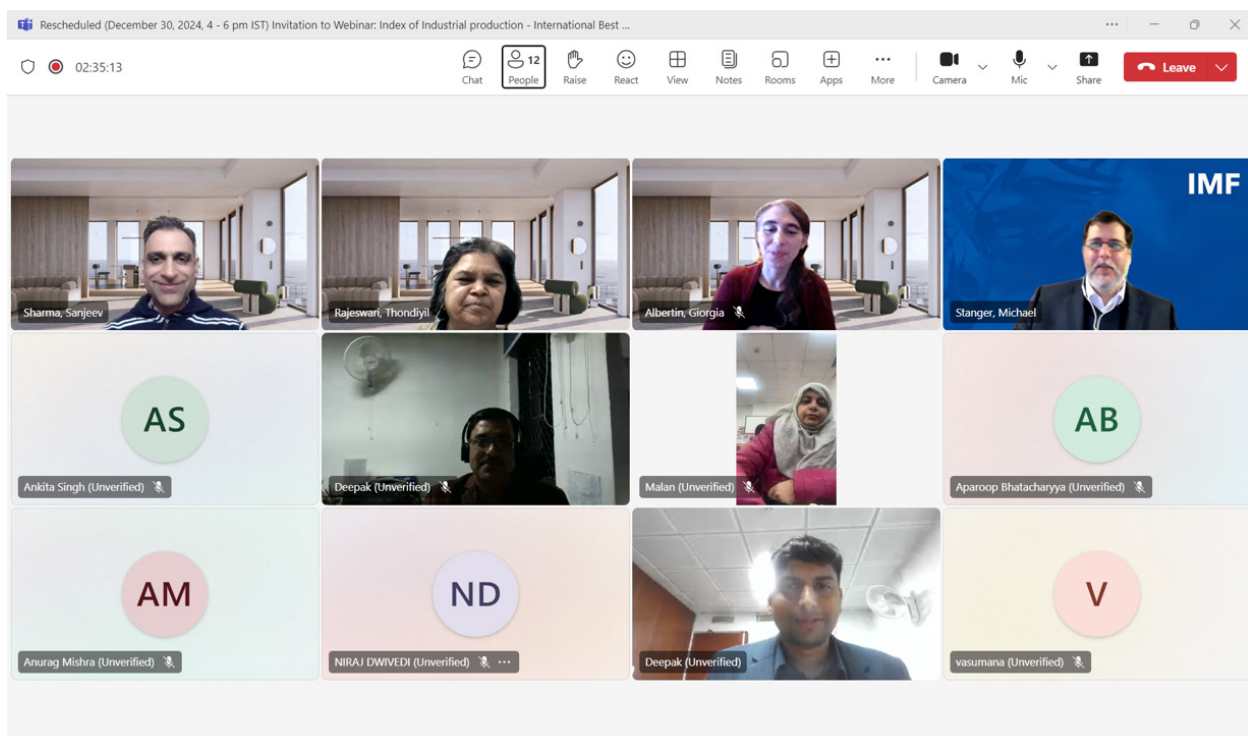 Rescheduled (December 30, 2024, 4 - 6 pm IST) Invitation to Webinar: Index of Industrial production - International Best ...
02:35:13
12
Chat People Raise React View Notes Rooms Apps More Camera Mic Share Leave
IMF
Sharma, Sanjeev
Rajeswari, Thondiyil
Albertin, Giorgia
Stanger, Michael
AS
AB
Ankita Singh (Unverified)
Deepak (Unverified)
Malan (Unverified)
Aparoop Bhatacharyya (Unverified)
AM
ND
V
Anurag Mishra (Unverified)
NIRAJ DWIVEDI (Unverified)
Deepak (Unverified)
vasumana (Unverified)